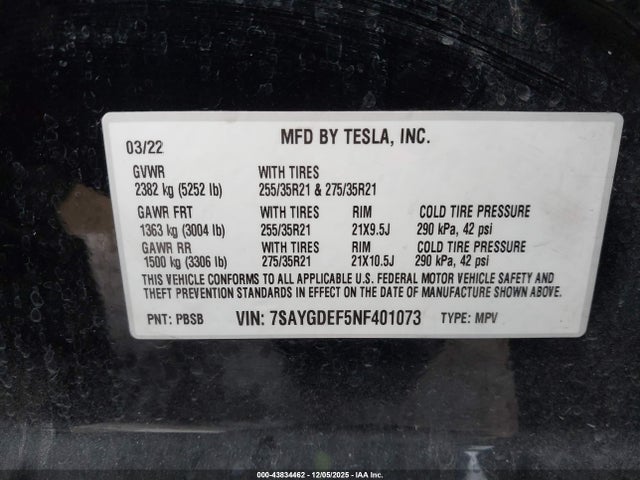 03/22 MFD BY TESLA, INC.
GVWR WITH TIRES
2382 kg (5252 lb) 255/35R21 & 275/35R21
GAWR FRT WITH TIRES RIM COLD TIRE PRESSURE
1363 kg (3004 lb) 255/35R21 21X9.5J 290 kPa, 42 psi
GAWR RR WITH TIRES RIM COLD TIRE PRESSURE
1500 kg (3306 lb) 275/35R21 21X10.5J 290 kPa, 42 psi
THIS VEHICLE CONFORMS TO ALL APPLICABLE U.S. FEDERAL MOTOR VEHICLE SAFETY AND
THEFT PREVENTION STANDARDS IN EFFECT ON THE DATE OF MANUFACTURE SHOWN ABOVE.
PNT: PBSB VIN: 7SAYGDEF5NF401073 TYPE: MPV
000-43834462 - 12/05/2025 - IAA Inc.